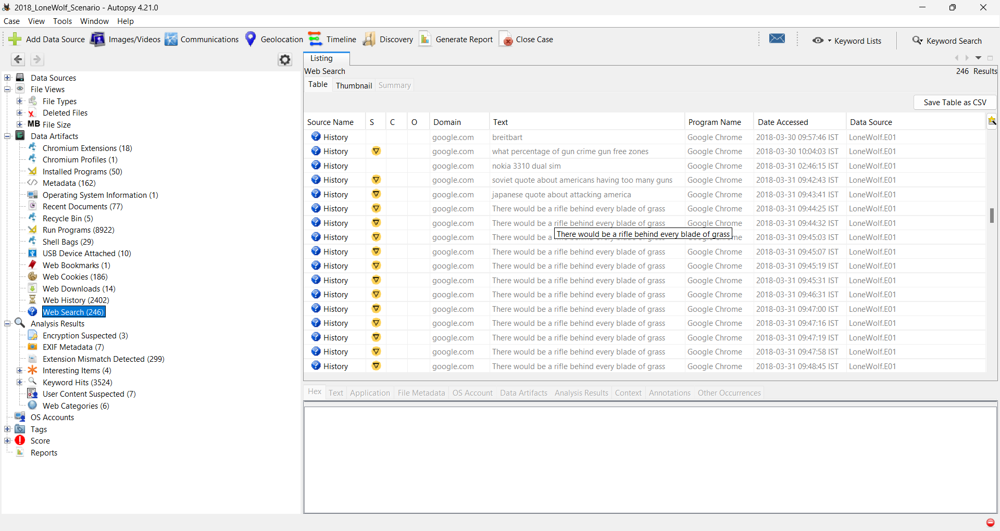 2018_LoneWolf_Scenario - Autopsy 4.21.0
Case View Tools Window Help
Add Data Source Images/Videos Communications Geolocation Timeline Discovery Generate Report Close Case Keyword Lists Keyword Search
Data Sources
File Views
File Types
Deleted Files
MB File Size
Data Artifacts
Chromium Extensions (18)
Chromium Profiles (1)
Installed Programs (50)
Metadata (162)
Operating System Information (1)
Recent Documents (77)
Recycle Bin (5)
Run Programs (8922)
Shell Bags (29)
USB Device Attached (10)
Web Bookmarks (1)
Web Cookies (186)
Web Downloads (14)
Web History (2402)
Web Search (246)
Analysis Results
Encryption Suspected (3)
EXIF Metadata (7)
Extension Mismatch Detected (299)
Interesting Items (4)
Keyword Hits (3524)
User Content Suspected (7)
Web Categories (6)
OS Accounts
Tags
Score
Reports
Listing
Web Search 246 Results
Table Thumbnail Summary
Save Table as CSV
Source Name S C O Domain Text Program Name Date Accessed Data Source
History google.com breitbart Google Chrome 2018-03-30 09:57:46 IST LoneWolf.E01
History google.com what percentage of gun crime gun free zones Google Chrome 2018-03-30 10:04:03 IST LoneWolf.E01
History google.com nokia 3310 dual sim Google Chrome 2018-03-31 02:46:15 IST LoneWolf.E01
History google.com soviet quote about americans having too many guns Google Chrome 2018-03-31 09:42:43 IST LoneWolf.E01
History google.com japanese quote about attacking america Google Chrome 2018-03-31 09:43:41 IST LoneWolf.E01
History google.com There would be a rifle behind every blade of grass Google Chrome 2018-03-31 09:44:25 IST LoneWolf.E01
History google.com There would be a rifle behind every blade of grass Google Chrome 2018-03-31 09:44:32 IST LoneWolf.E01
There would be a rifle behind every blade of grass
History google.com There would be a 2018-03-31 09:45:03 IST LoneWolf.E01
History google.com There would be a rifle behind every blade of grass Google Chrome 2018-03-31 09:45:07 IST LoneWolf.E01
History google.com There would be a rifle behind every blade of grass Google Chrome 2018-03-31 09:45:19 IST LoneWolf.E01
History google.com There would be a rifle behind every blade of grass Google Chrome 2018-03-31 09:45:31 IST LoneWolf.E01
History google.com There would be a rifle behind every blade of grass Google Chrome 2018-03-31 09:46:31 IST LoneWolf.E01
History google.com There would be a rifle behind every blade of grass Google Chrome 2018-03-31 09:47:00 IST LoneWolf.E01
History google.com There would be a rifle behind every blade of grass Google Chrome 2018-03-31 09:47:16 IST LoneWolf.E01
History google.com There would be a rifle behind every blade of grass Google Chrome 2018-03-31 09:47:19 IST LoneWolf.E01
History google.com There would be a rifle behind every blade of grass Google Chrome 2018-03-31 09:47:58 IST LoneWolf.E01
History google.com There would be a rifle behind every blade of grass Google Chrome 2018-03-31 09:48:45 IST LoneWolf.E01
Hex Text Application File Metadata OS Account Data Artifacts Analysis Results Context Annotations Other Occurrences